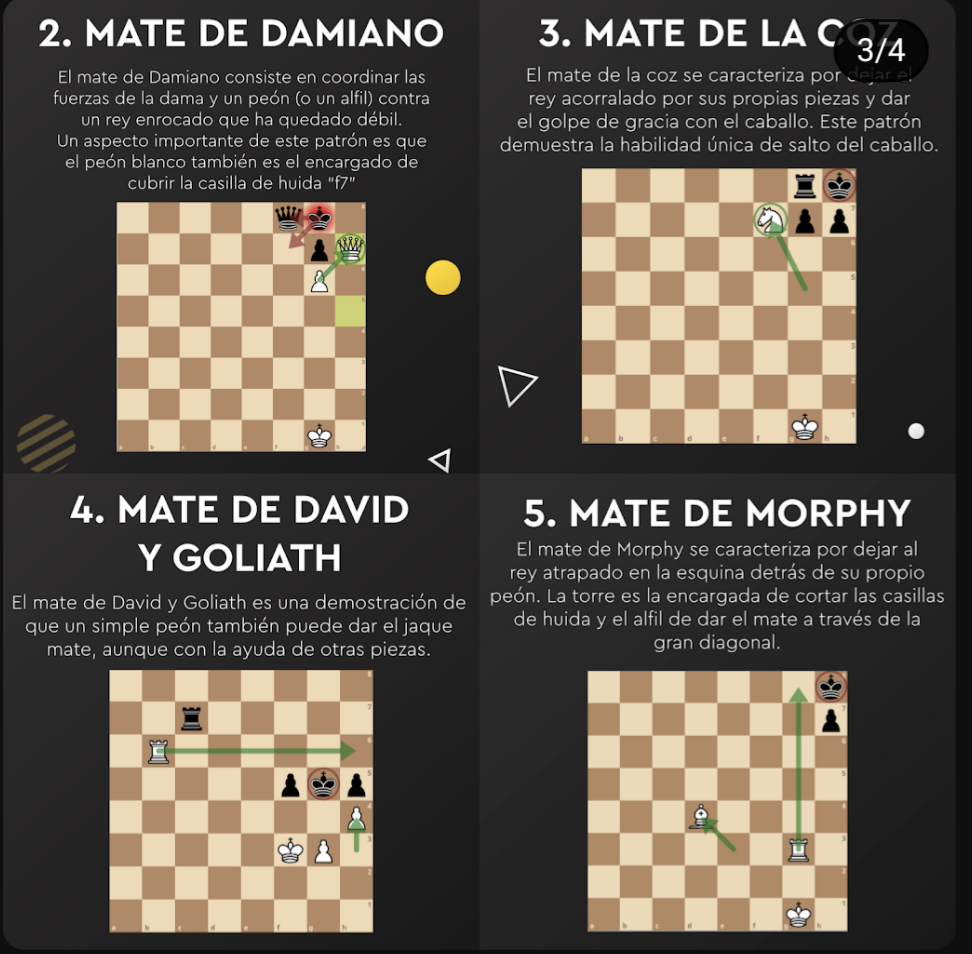 2. MATE DE DAMIANO
El mate de Damiano consiste en coordinar las
fuerzas de la dama y un peón (o un alfil) contra
un rey enrocado que ha quedado débil.
Un aspecto importante de este patrón es que
el peón blanco también es el encargado de
cubrir la casilla de huida "f7"
3. MATE DE LA COZ
3/4
El mate de la coz se caracteriza por dejar el
rey acorralado por sus propias piezas y dar
el golpe de gracia con el caballo. Este patrón
demuestra la habilidad única de salto del caballo.
4. MATE DE DAVID
Y GOLIATH
El mate de David y Goliath es una demostración de
que un simple peón también puede dar el jaque
mate, aunque con la ayuda de otras piezas.
5. MATE DE MORPHY
El mate de Morphy se caracteriza por dejar al
rey atrapado en la esquina detrás de su propio
peón. La torre es la encargada de cortar las casillas
de huida y el alfil de dar el mate a través de la
gran diagonal.